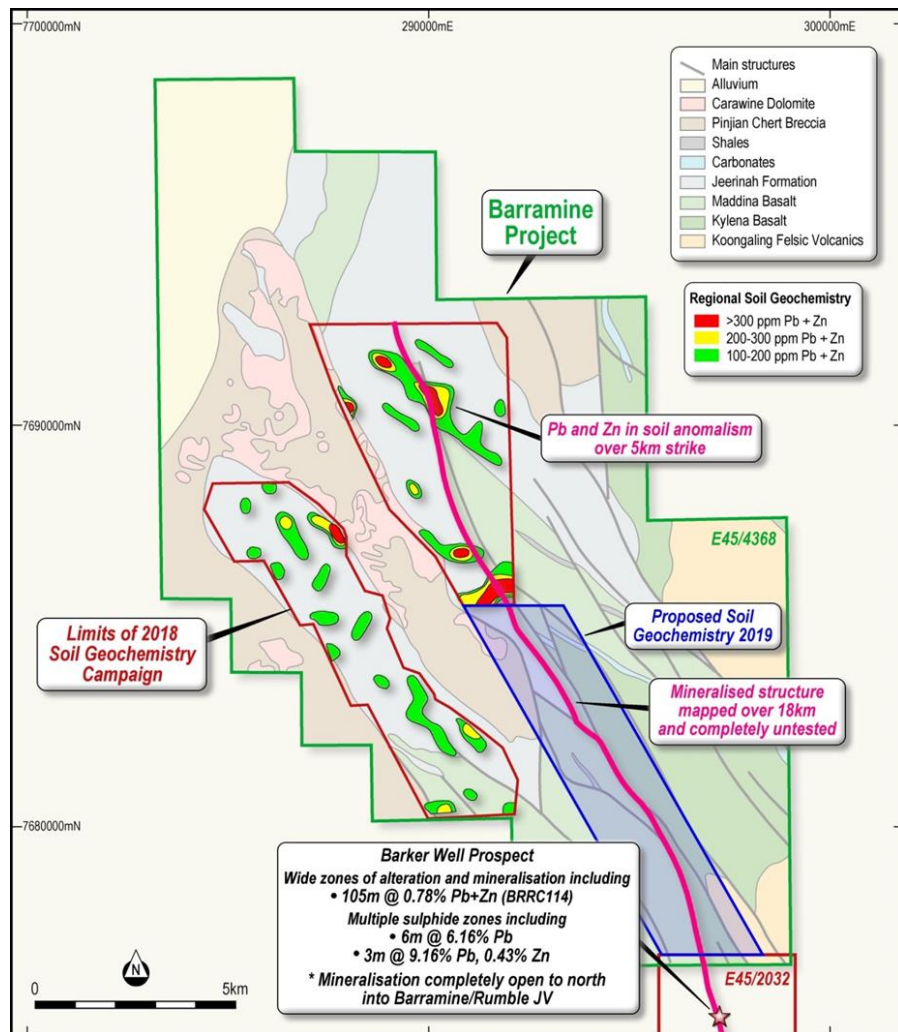 7700000mN
290000mE
300000mE
Main structures
Alluvium
Carawine Dolomite
Pinjian Chert Breccia
Shales
Carbonates
Jeerinah Formation
Maddina Basalt
Kylena Basalt
Koongaling Felsic Volcanics
Barramine
Project
Regional Soil Geochemistry
>300 ppm Pb + Zn
200-300 ppm Pb + Zn
100-200 ppm Pb + Zn
Pb and Zn in soil anomalism
over 5km strike
7690000mN
E45/4368
Limits of 2018
Soil Geochemistry
Campaign
Proposed Soil
Geochemistry 2019
Mineralised structure
mapped over 18km
and completely untested
7680000mN
Barker Well Prospect
Wide zones of alteration and mineralisation including
• 105m @ 0.78% Pb+Zn (BRRC114)
Multiple sulphide zones including
• 6m @ 6.16% Pb
• 3m @ 9.16% Pb, 0.43% Zn
* Mineralisation completely open to north
into Barramine/Rumble JV
E45/2032
N
0 5km